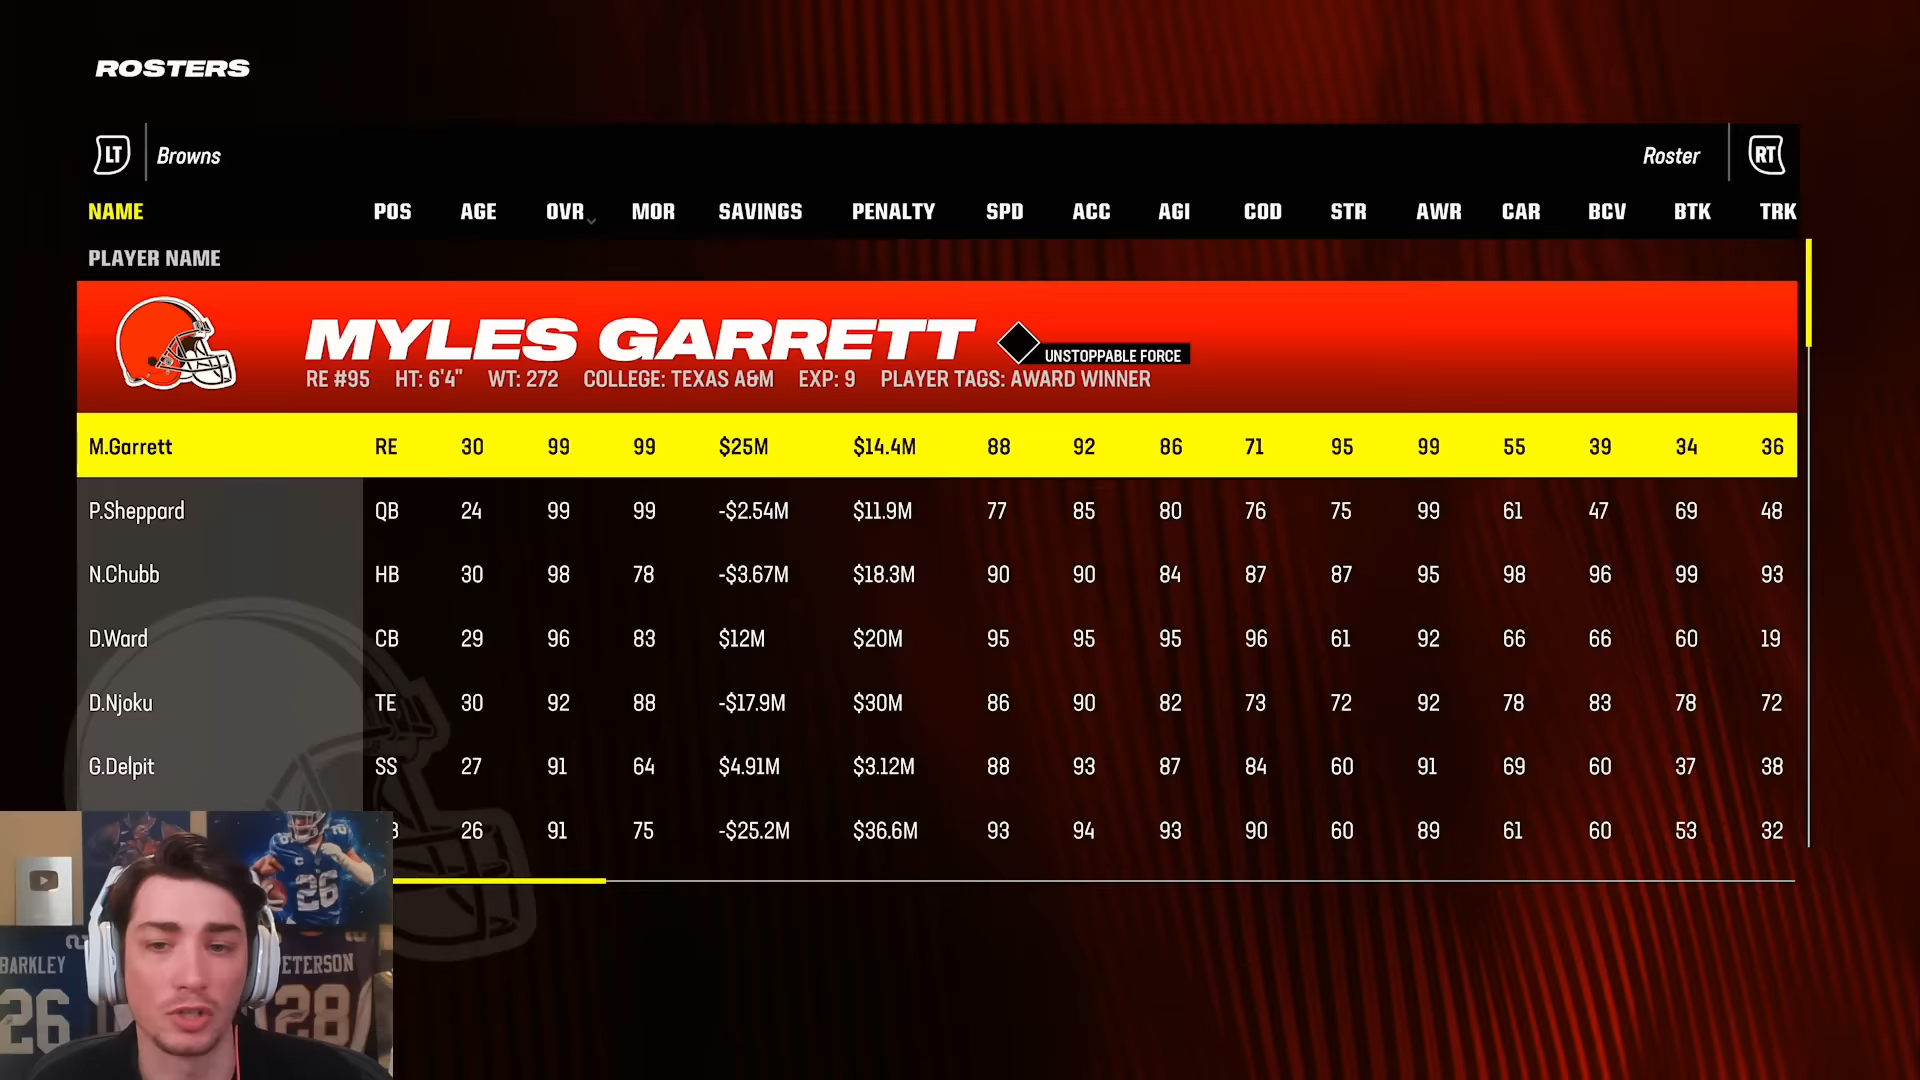 ROSTERS
LT Browns Roster RT
NAME POS AGE OVR MOR SAVINGS PENALTY SPD ACC AGI COD STR AWR CAR BCV BTK TRK
PLAYER NAME
MYLES GARRETT UNSTOPPABLE FORCE
RE #95 HT: 6'4" WT: 272 COLLEGE: TEXAS A&M EXP: 9 PLAYER TAGS: AWARD WINNER
M.Garrett RE 30 99 99 $25M $14.4M 88 92 86 71 95 99 55 39 34 36
P.Sheppard QB 24 99 99 -$2.54M $11.9M 77 85 80 76 75 99 61 47 69 48
N.Chubb HB 30 98 78 -$3.67M $18.3M 90 90 84 87 87 95 98 96 99 93
D.Ward CB 29 96 83 $12M $20M 95 95 95 96 61 92 66 66 60 19
D.Njoku TE 30 92 88 -$17.9M $30M 86 90 82 73 72 92 78 83 78 72
G.Delpit SS 27 91 64 $4.91M $3.12M 88 93 87 84 60 91 69 60 37 38
26 91 75 -$25.2M $36.6M 93 94 93 90 60 89 61 60 53 32
26
BARKLEY
26
ETERSON
28